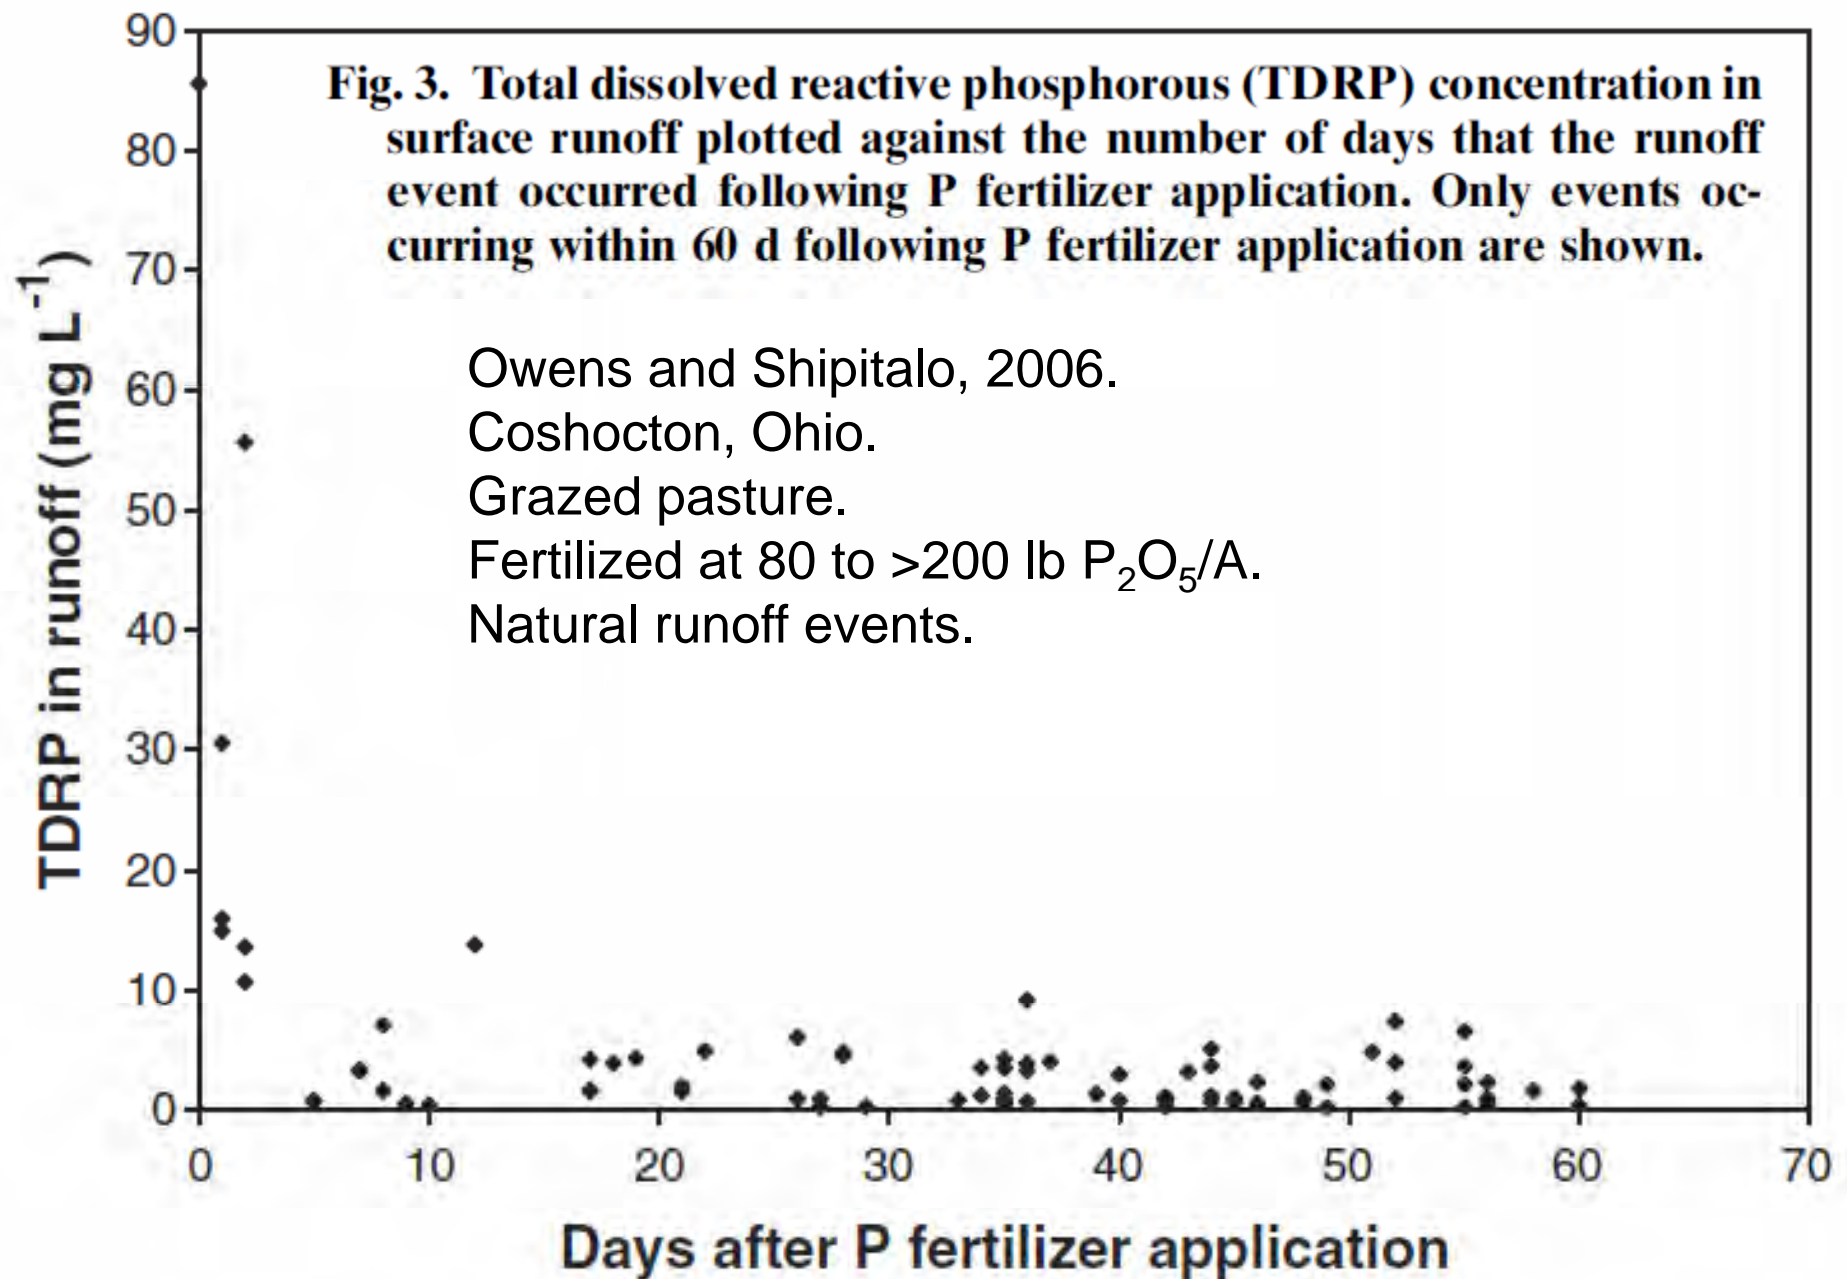 90
80
70
60
50
40
30
20
10
0
TDRP in runoff (mg L⁻¹)
Fig. 3. Total dissolved reactive phosphorous (TDRP) concentration in
surface runoff plotted against the number of days that the runoff
event occurred following P fertilizer application. Only events oc-
curring within 60 d following P fertilizer application are shown.
Owens and Shipitalo, 2006.
Coshocton, Ohio.
Grazed pasture.
Fertilized at 80 to >200 lb P₂O₅/A.
Natural runoff events.
0 10 20 30 40 50 60 70
Days after P fertilizer application